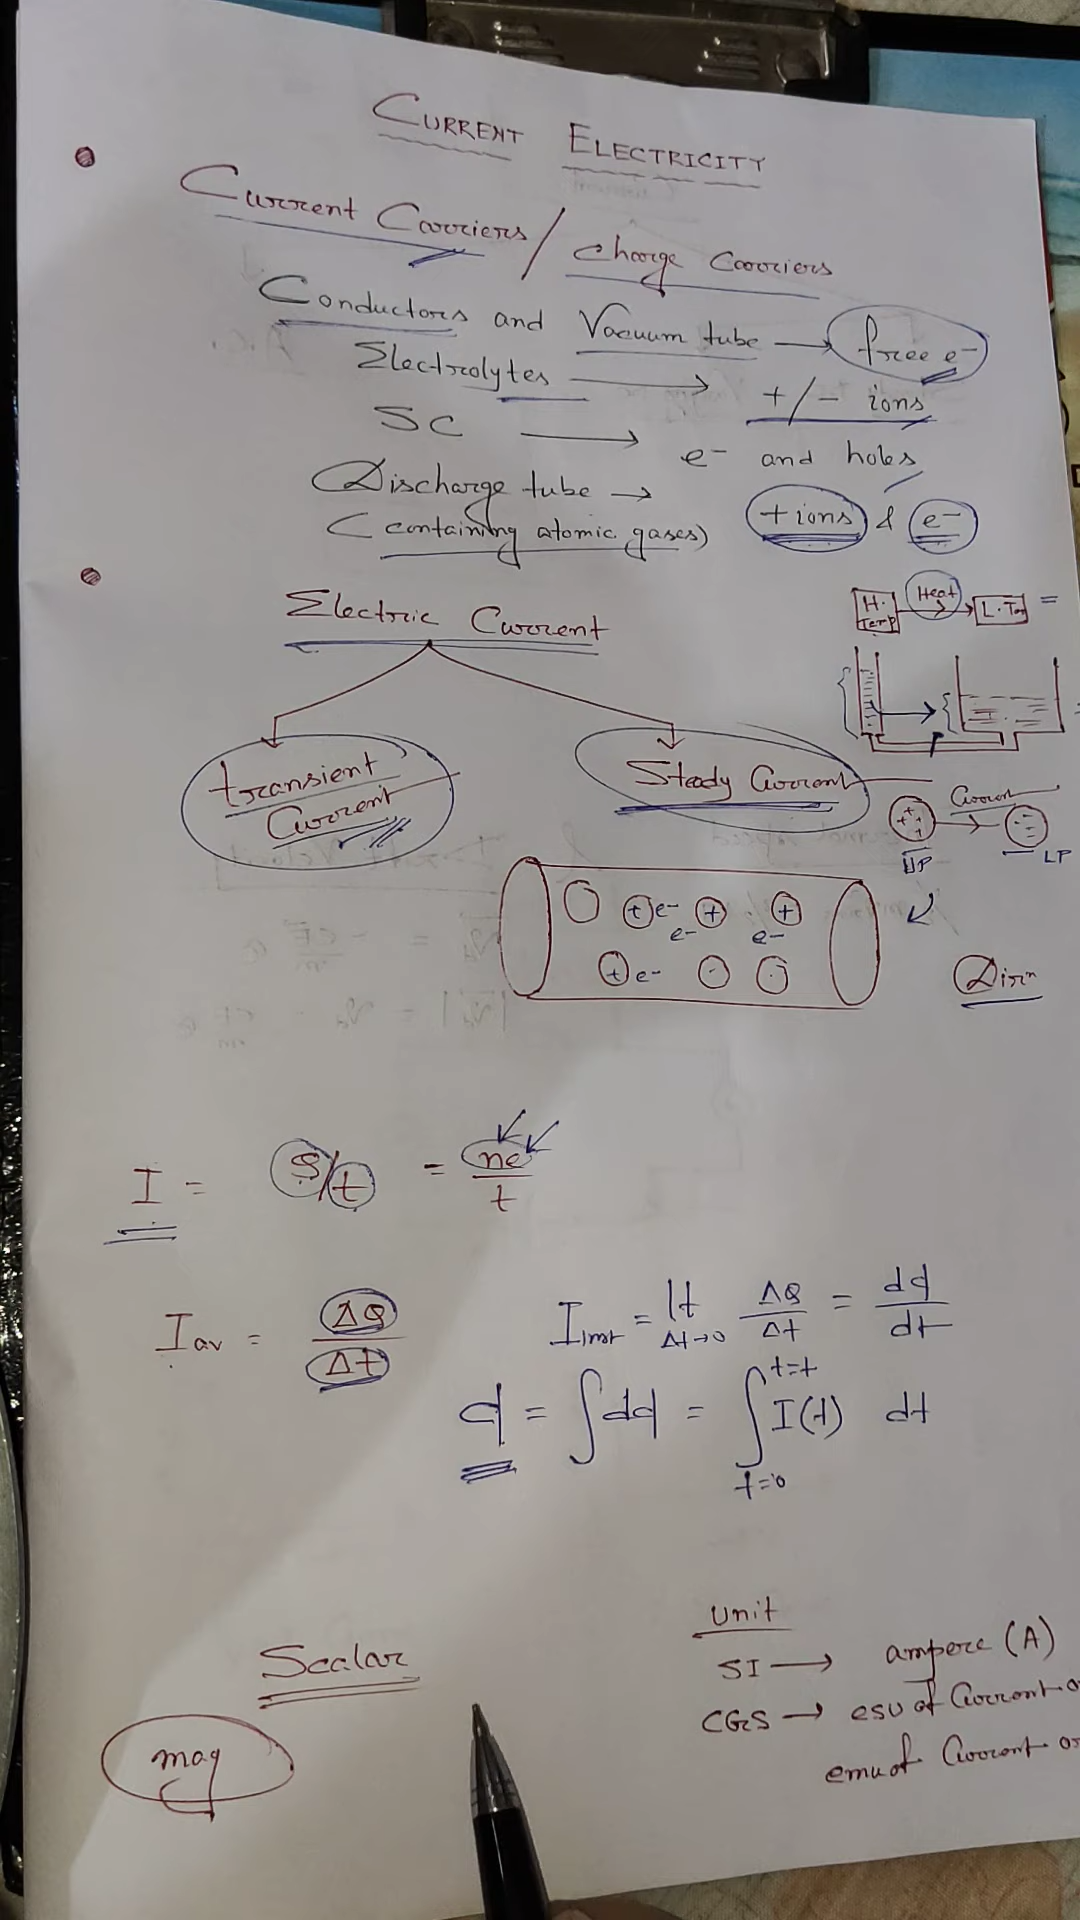 CURRENT ELECTRICITY
Current Carriers / Charge Carriers
Conductors and Vacuum tube → free e-
Electrolytes → +/- ions
SC → e- and holes
Discharge tube → + ions & e-
(containing atomic gases)
Electric Current
H. Temp Heat L. =
transient Current
Steady Current
Current
++++ HP
--- LP
+ e- + e- + e-
+ e-
Dirn
I = Q/t = ne/t
Iav = ΔQ/Δt
Iinst = lt Δt→0 ΔQ/Δt = dq/dt
q = ∫dq = ∫ t=0 t=t I(t) dt
Scalar
mag
Unit
SI → ampere (A)
CGS → esu of Current
emu of Current